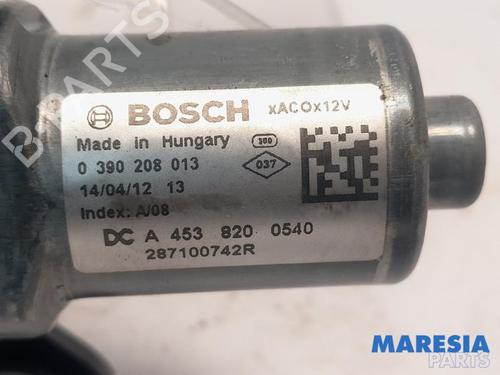 BOSCH xACOx12V
Made in Hungary
0 390 208 013 037
14/04/12 13
Index: A/08
DC A 453 820 0540
287100742R
MARESIA
PARTS